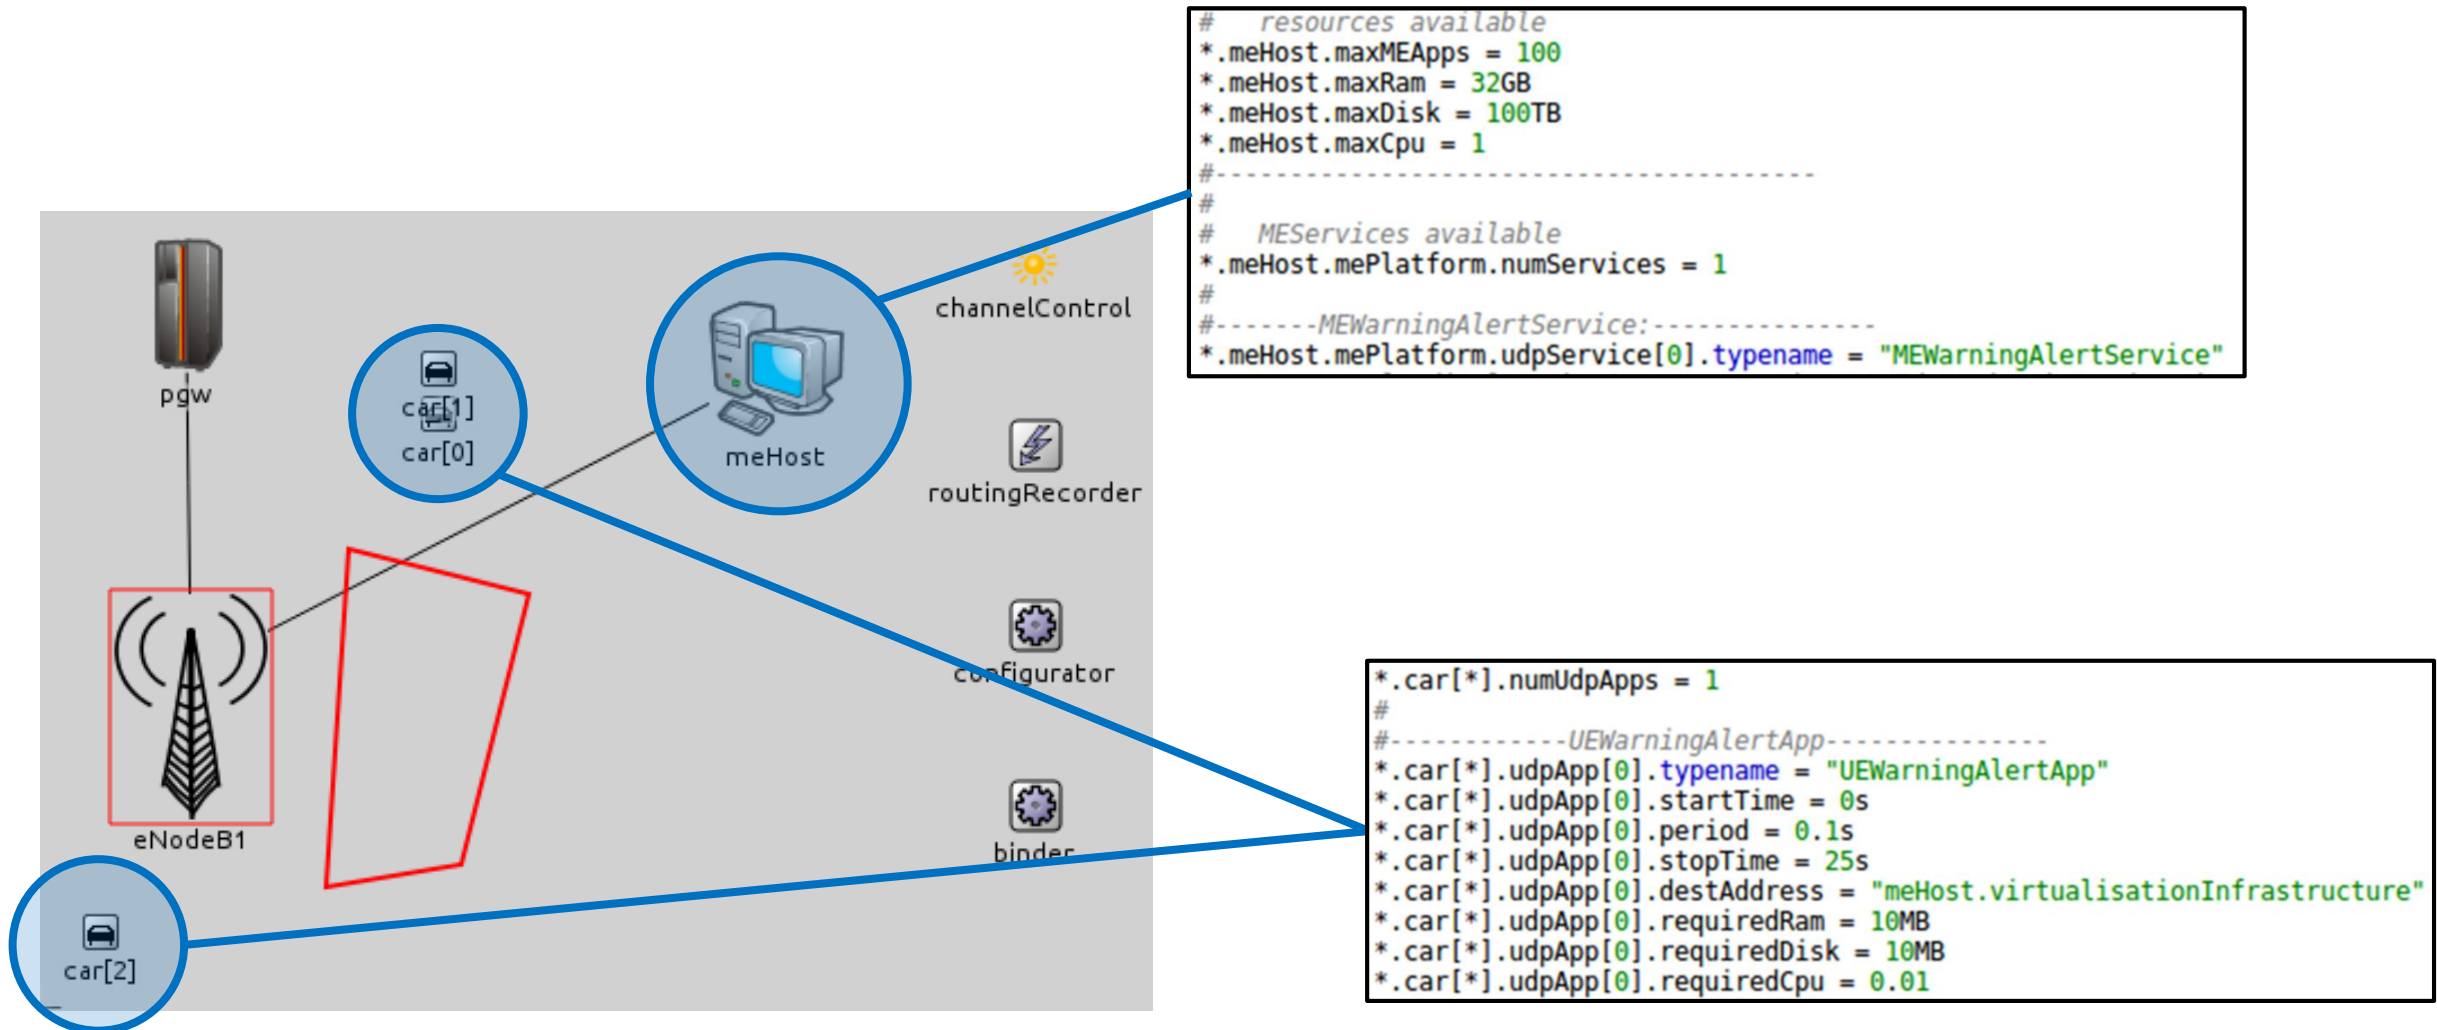 #   resources available
*.meHost.maxMEApps = 100
*.meHost.maxRam = 32GB
*.meHost.maxDisk = 100TB
*.meHost.maxCpu = 1
#----------------------------------------
#
#   MEServices available
*.meHost.mePlatform.numServices = 1
#
#-------MEWarningAlertService:---------------
*.meHost.mePlatform.udpService[0].typename = "MEWarningAlertService"
pgw
car[1]
car[0]
meHost
channelControl
routingRecorder
configurator
binder
eNodeB1
car[2]
*.car[*].numUdpApps = 1
#
#------------UEWarningAlertApp---------------
*.car[*].udpApp[0].typename = "UEWarningAlertApp"
*.car[*].udpApp[0].startTime = 0s
*.car[*].udpApp[0].period = 0.1s
*.car[*].udpApp[0].stopTime = 25s
*.car[*].udpApp[0].destAddress = "meHost.virtualisationInfrastructure"
*.car[*].udpApp[0].requiredRam = 10MB
*.car[*].udpApp[0].requiredDisk = 10MB
*.car[*].udpApp[0].requiredCpu = 0.01